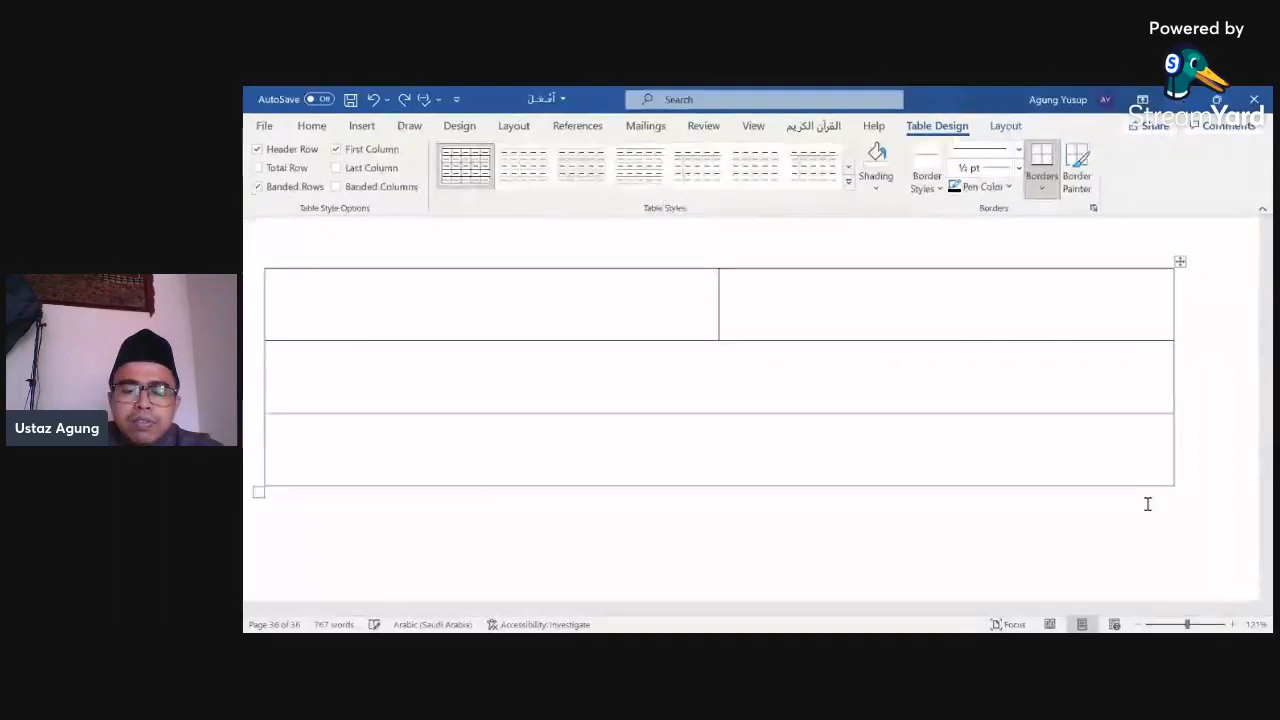 Powered by
StreamYard
AutoSave Off
أفعل
Search
Agung Yusup AY
File Home Insert Draw Design Layout References Mailings Review View القرآن الكريم Help Table Design Layout Share Comments
Header Row First Column
Total Row Last Column
Banded Rows Banded Columns
Table Style Options
Table Styles
Shading
Border Styles
½ pt
Pen Color
Borders
Border Painter
Borders
Ustaz Agung
Page 36 of 36 767 words Arabic (Saudi Arabia) Accessibility: Investigate Focus 121%